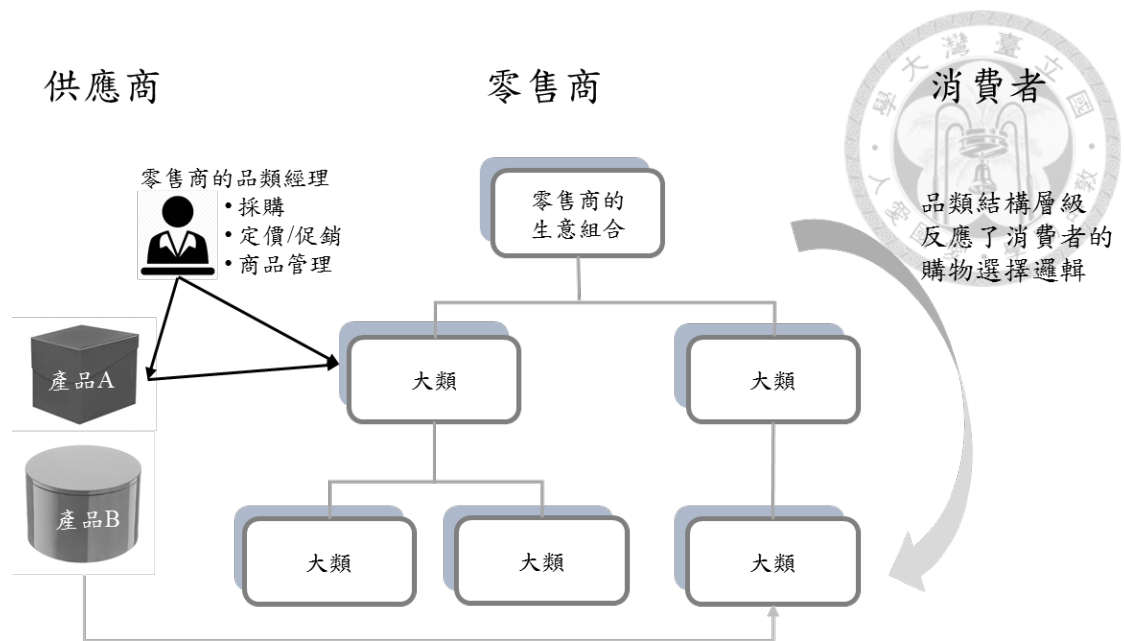 供應商
零售商
消費者
零售商的品類經理
•採購
•定價/促銷
•商品管理
零售商的
生意組合
品類結構層級
反應了消費者的
購物選擇邏輯
產品A
大類
大類
產品B
大類
大類
大類